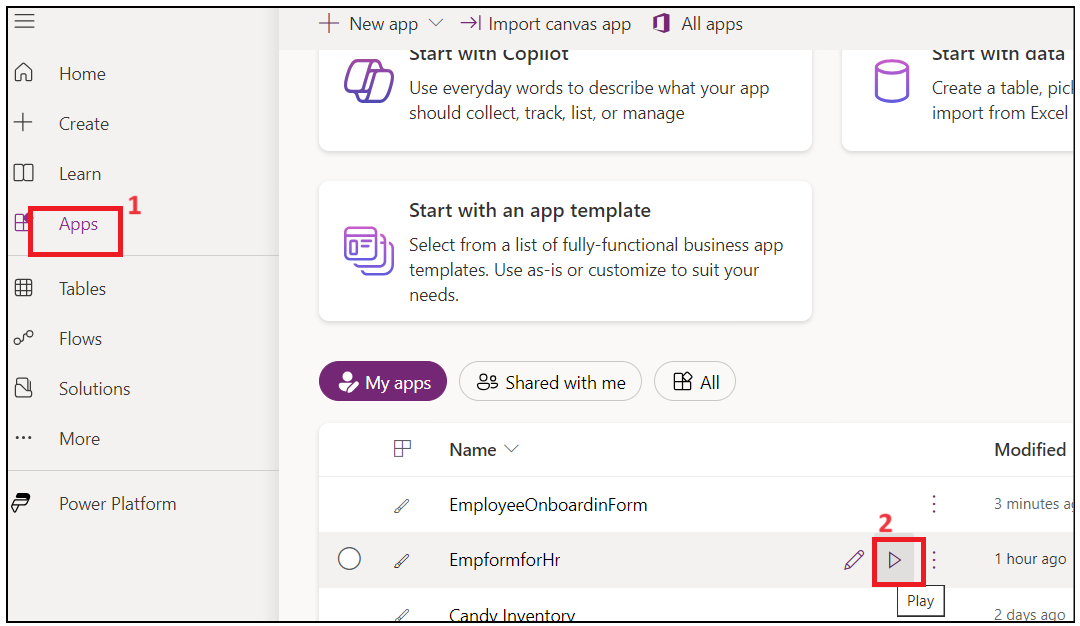 New app
Import canvas app
All apps
Home
Create
Learn
Apps
1
Tables
Flows
Solutions
More
Power Platform
Start with Copilot
Use everyday words to describe what your app
should collect, track, list, or manage
Start with data
Create a table, pick
import from Excel
Start with an app template
Select from a list of fully-functional business app
templates. Use as-is or customize to suit your
needs.
My apps
Shared with me
All
Name
Modified
EmployeeOnboardinForm
3 minutes ag
2
EmpformforHr
1 hour ago
Play
Candy Inventory
2 days ago